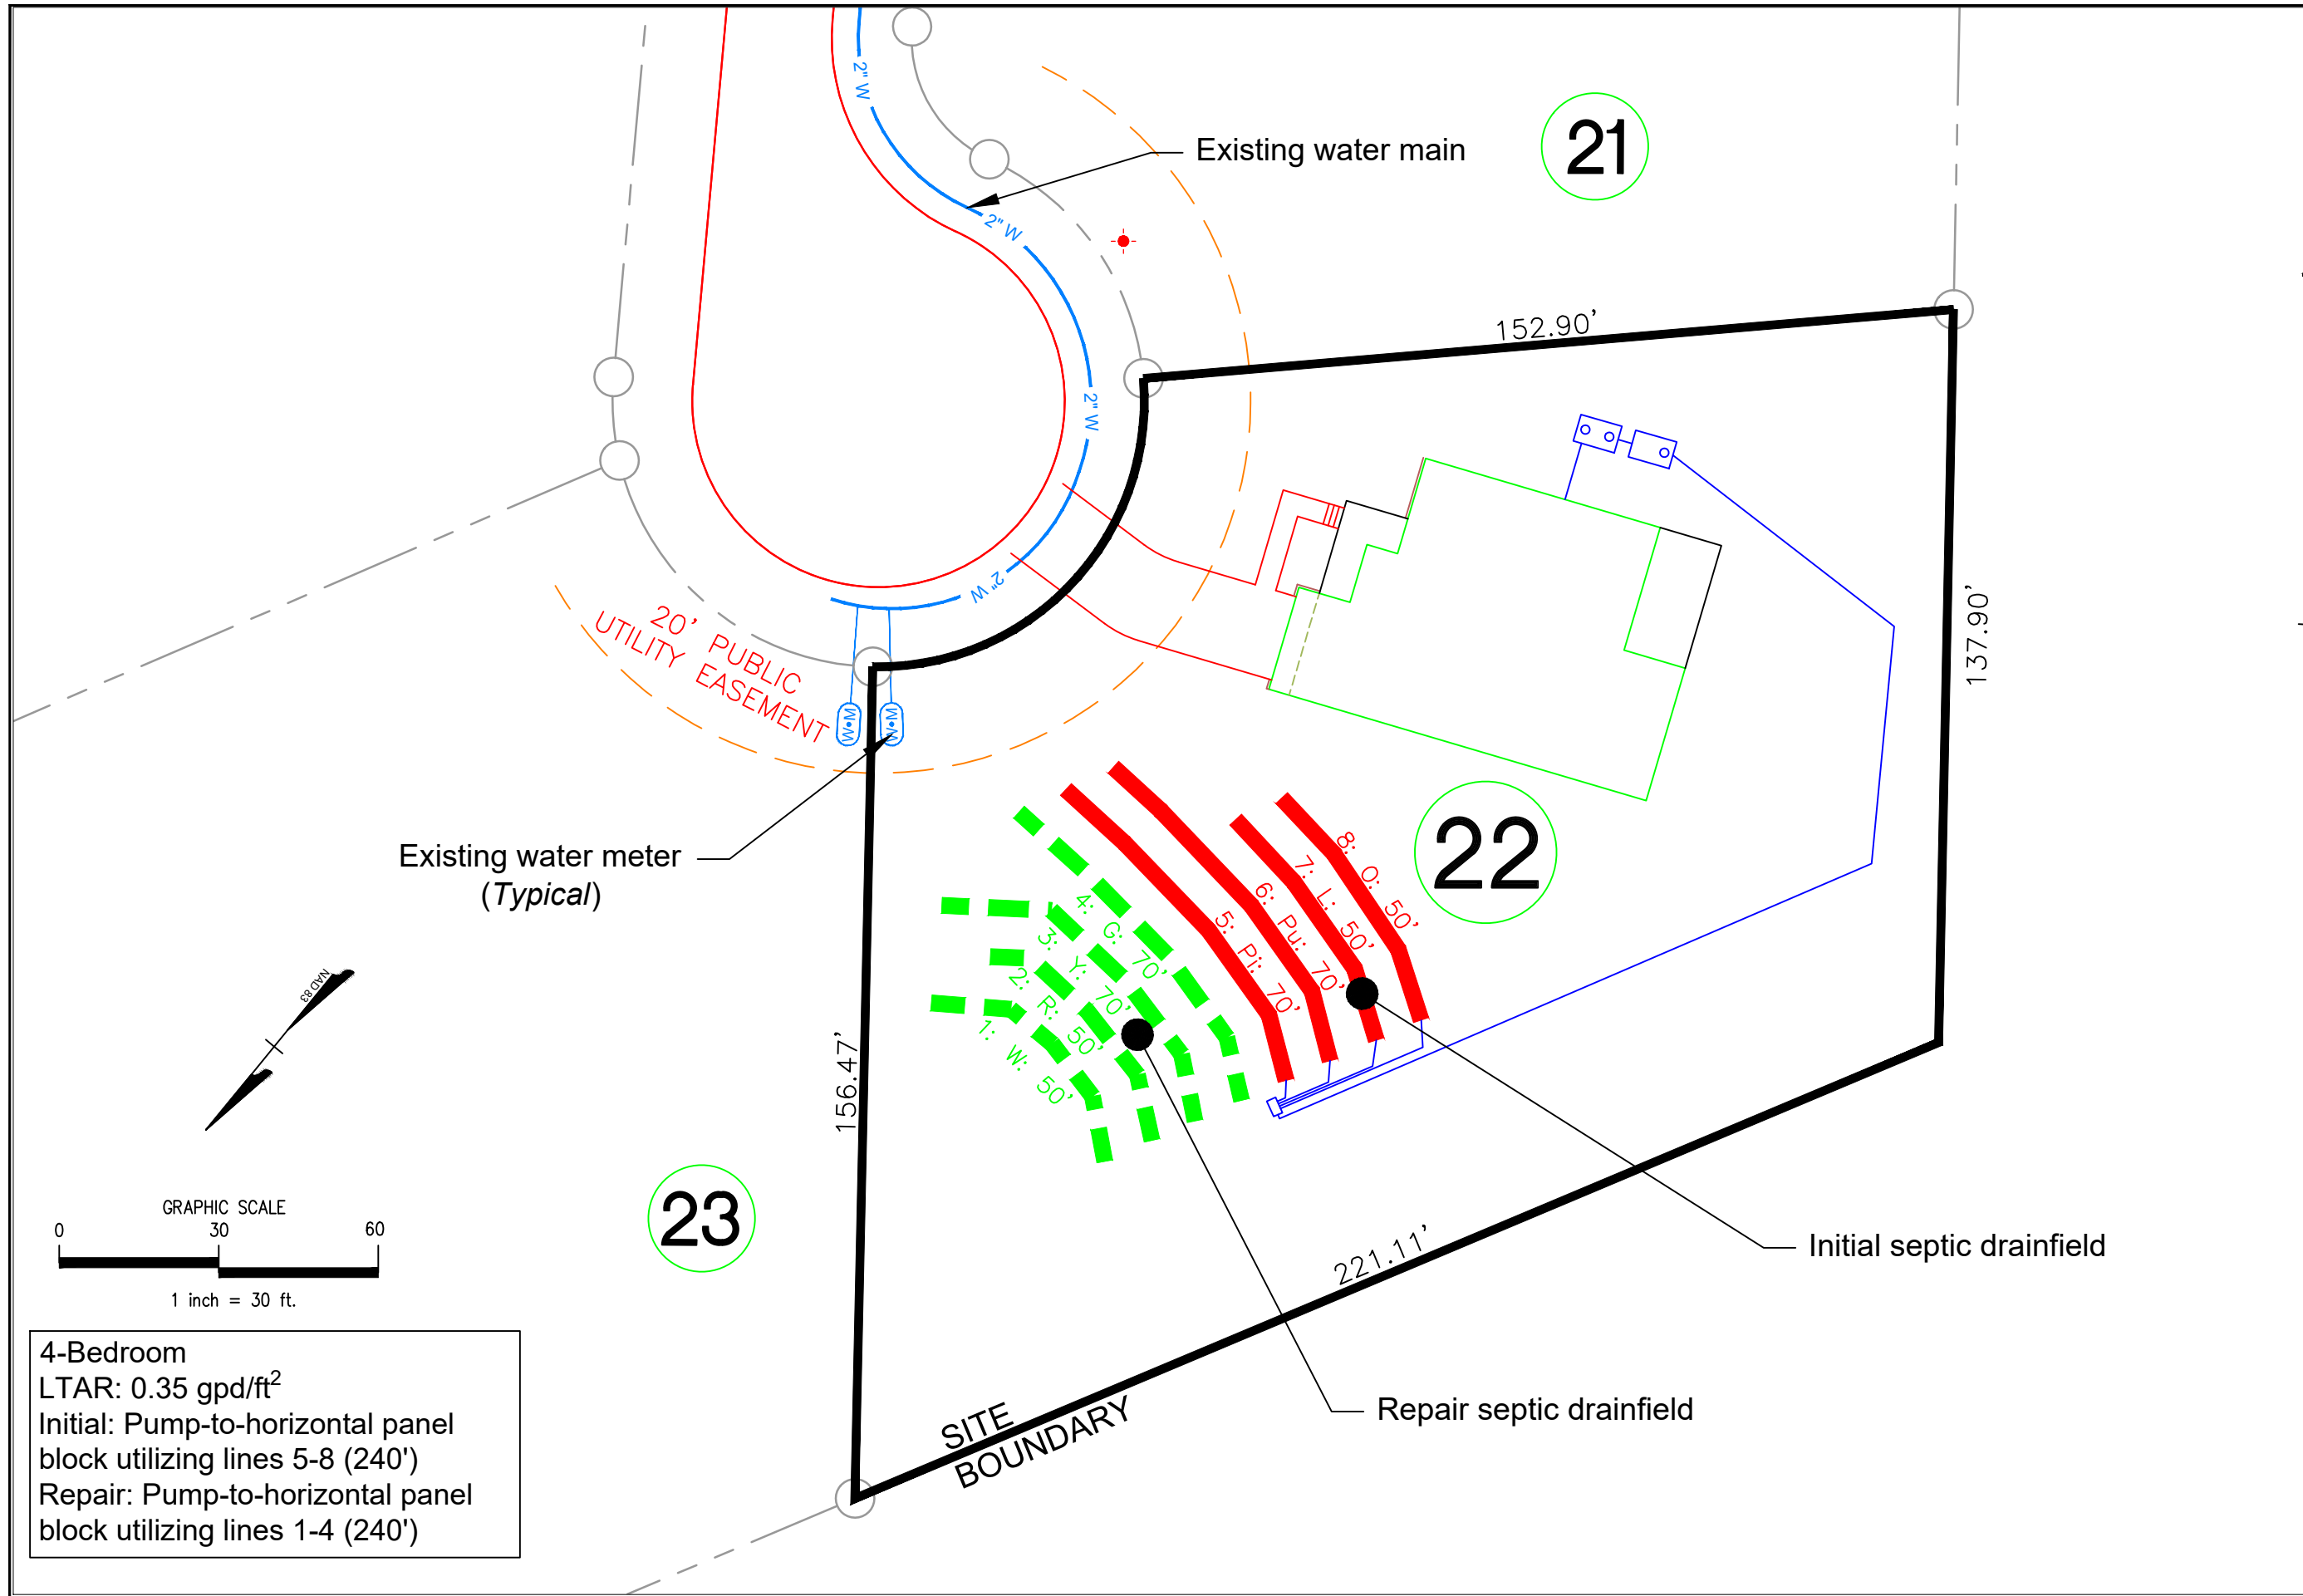 2" W
Existing water main
21
2" W
152.90’
2" W
2" W
20’ PUBLIC
UTILITY EASEMENT
137.90’
W•M
W•M
Existing water meter
(Typical)
22
8: O: 50’
7: L: 50’
6: Pu: 70’
5: Pi: 70’
4: G: 70’
3: Y: 70’
2: R: 50’
1: W: 50’
NAD 83
156.47’
23
GRAPHIC SCALE
0 30 60
1 inch = 30 ft.
221.11’
Initial septic drainfield
Repair septic drainfield
SITE
BOUNDARY
4-Bedroom
LTAR: 0.35 gpd/ft²
Initial: Pump-to-horizontal panel
block utilizing lines 5-8 (240')
Repair: Pump-to-horizontal panel
block utilizing lines 1-4 (240')